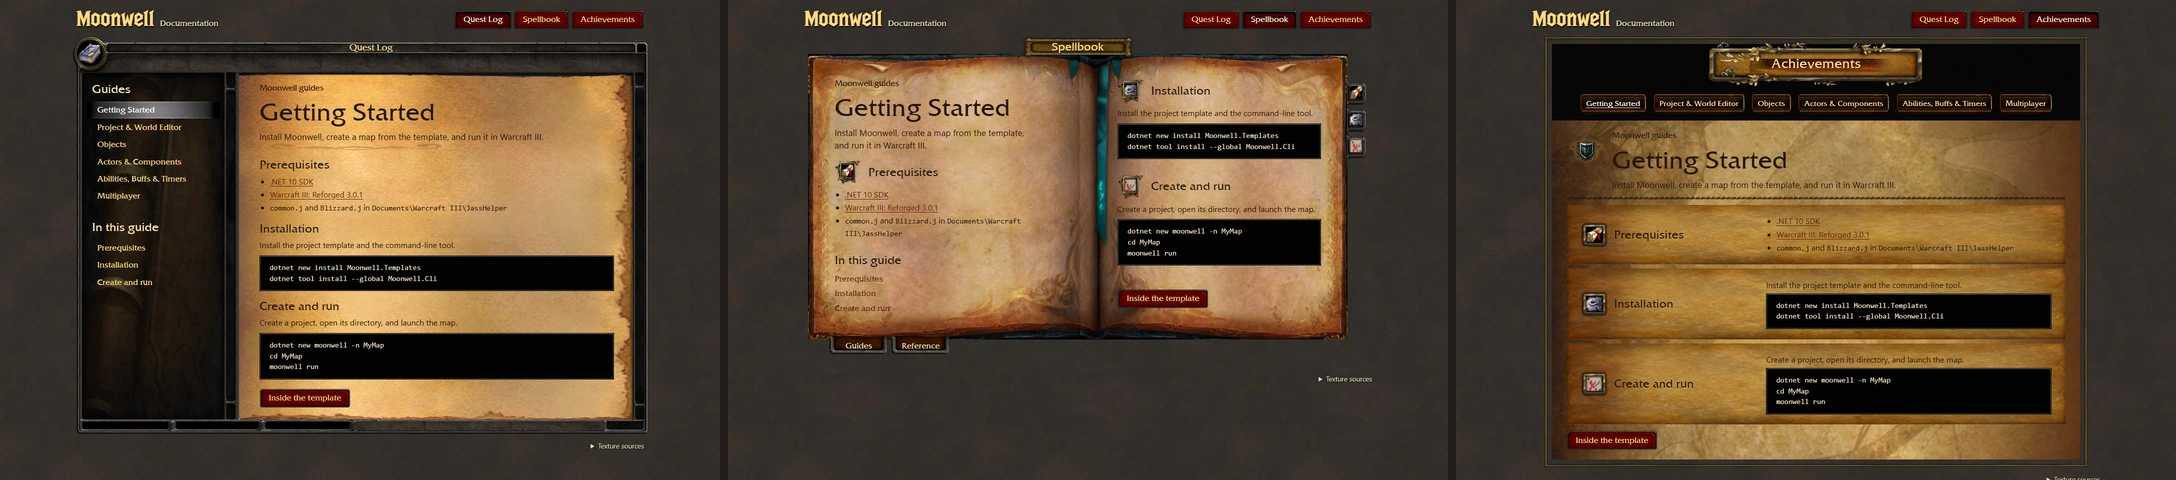 Moonwell Documentation
Quest Log
Spellbook
Achievements
Quest Log
Guides
Getting Started
Project & World Editor
Objects
Actors & Components
Abilities, Buffs & Timers
Multiplayer
In this guide
Prerequisites
Installation
Create and run
Moonwell guides
Getting Started
Install Moonwell, create a map from the template, and run it in Warcraft III.
Prerequisites
.NET 10 SDK
Warcraft III: Reforged 3.0.1
common.j and Blizzard.j in Documents\Warcraft III\JassHelper
Installation
Install the project template and the command-line tool.
dotnet new install Moonwell.Templates
dotnet tool install --global Moonwell.Cli
Create and run
Create a project, open its directory, and launch the map.
dotnet new moonwell -n MyMap
cd MyMap
moonwell run
Inside the template
Texture sources
Moonwell Documentation
Quest Log
Spellbook
Achievements
Spellbook
Moonwell guides
Getting Started
Install Moonwell, create a map from the template,
and run it in Warcraft III.
Prerequisites
.NET 10 SDK
Warcraft III: Reforged 3.0.1
common.j and Blizzard.j in Documents\Warcraft
III\JassHelper
In this guide
Prerequisites
Installation
Create and run
Installation
Install the project template and the command-line tool.
dotnet new install Moonwell.Templates
dotnet tool install --global Moonwell.Cli
Create and run
Create a project, open its directory, and launch the map.
dotnet new moonwell -n MyMap
cd MyMap
moonwell run
Inside the template
Guides
Reference
Texture sources
Moonwell Documentation
Quest Log
Spellbook
Achievements
Achievements
Getting Started
Project & World Editor
Objects
Actors & Components
Abilities, Buffs & Timers
Multiplayer
Moonwell guides
Getting Started
Install Moonwell, create a map from the template, and run it in Warcraft III.
Prerequisites
.NET 10 SDK
Warcraft III: Reforged 3.0.1
common.j and Blizzard.j in Documents\Warcraft III\JassHelper
Installation
Install the project template and the command-line tool.
dotnet new install Moonwell.Templates
dotnet tool install --global Moonwell.Cli
Create and run
Create a project, open its directory, and launch the map.
dotnet new moonwell -n MyMap
cd MyMap
moonwell run
Inside the template
Texture sources